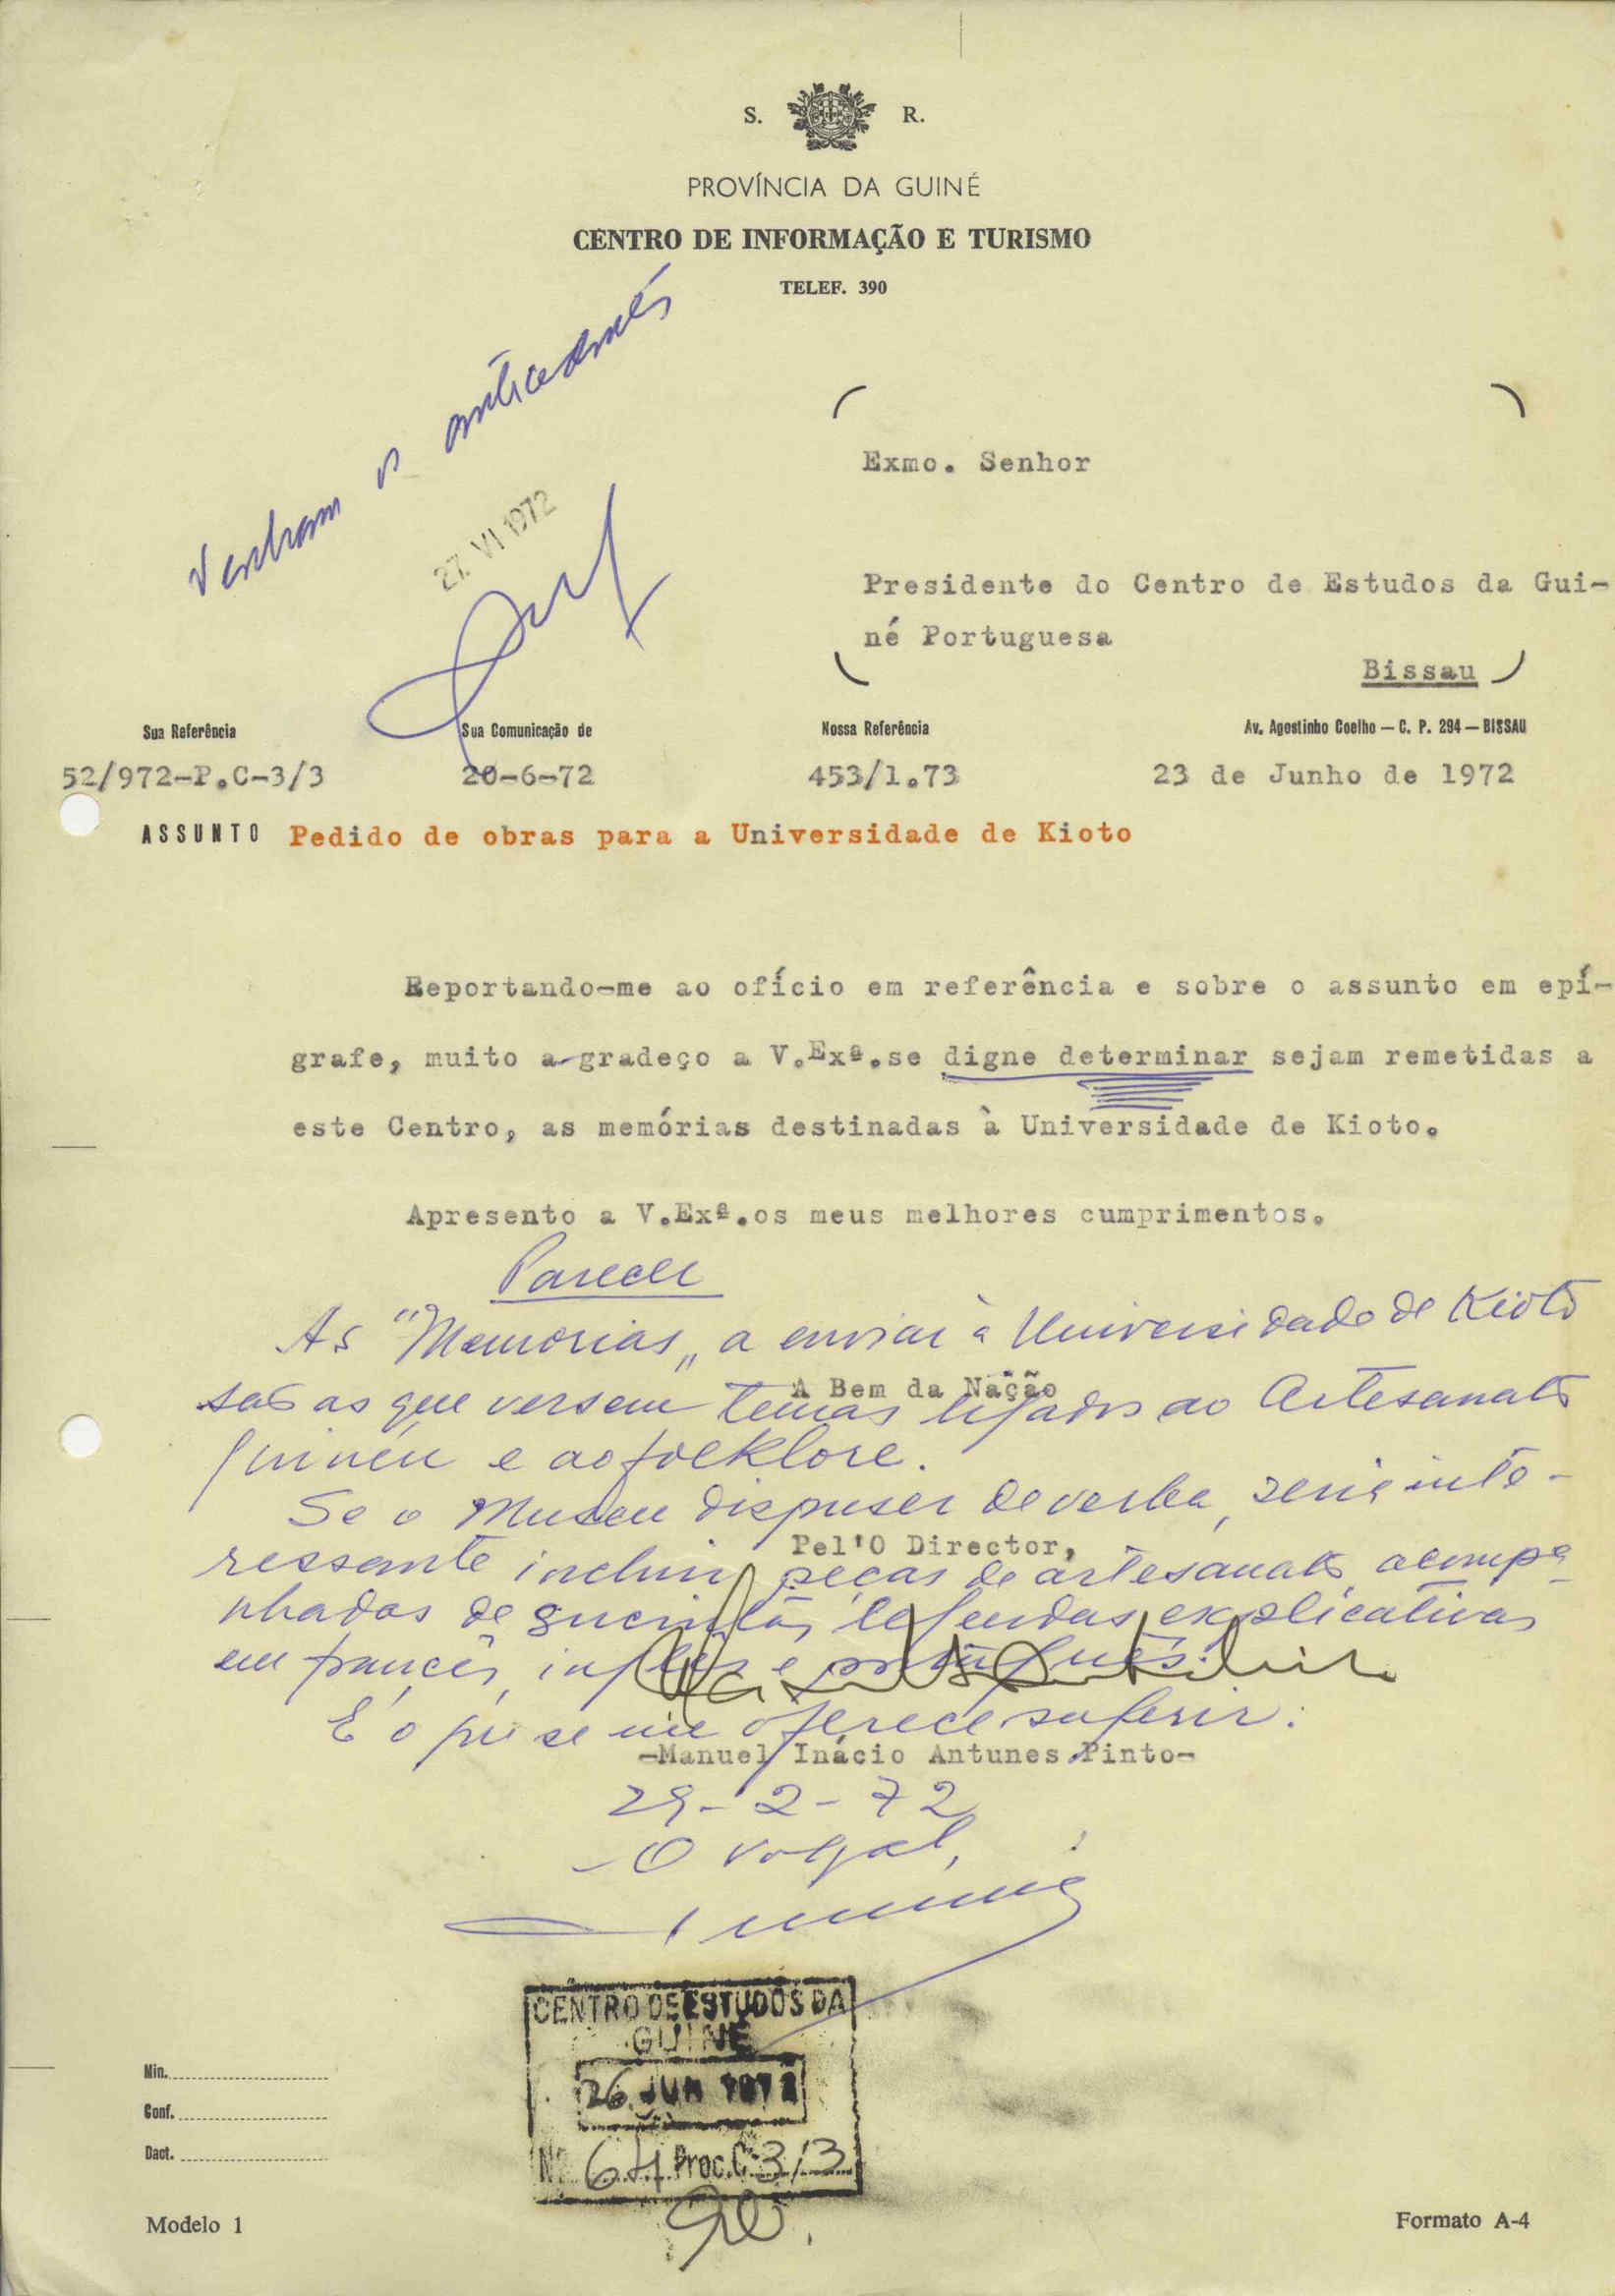 S. R.
PROVÍNCIA DA GUINÉ
CENTRO DE INFORMAÇÃO E TURISMO
TELEF. 390
Venham os antecedentes
27. VI 1972
Exmo. Senhor
Presidente do Centro de Estudos da Gui-
né Portuguesa
Bissau
Sua Referência Sua Comunicação de Nossa Referência Av. Agostinho Coelho — C. P. 294 — BISSAU
52/972-P.C-3/3 20-6-72 453/1.73 23 de Junho de 1972
ASSUNTO Pedido de obras para a Universidade de Kioto
Reportando-me ao ofício em referência e sobre o assunto em epí-
grafe, muito a gradeço a V.Exª.se digne determinar sejam remetidas a
este Centro, as memórias destinadas à Universidade de Kioto.
Apresento a V.Exª.os meus melhores cumprimentos.
Parecer
As "Memorias" a enviar à Universidade de Kioto
A Bem da Nação
são as que versem temas ligados ao Artesanato
guinéu e ao folklore.
Se o Museu dispuser de verba, seria inte-
Pel'O Director,
ressante incluir peças de artesanato acompa-
nhadas de sucintas legendas explicativas
em francês, inglês e português.
É o que se me oferece sugerir.
-Manuel Inácio Antunes Pinto-
29-2-72
O Vogal,
CENTRO DE ESTUDOS DA
GUINÉ
26 JUN 1972
Nº 64 Proc. C-3/3
Min.
Conf.
Dact.
Modelo 1 Formato A-4